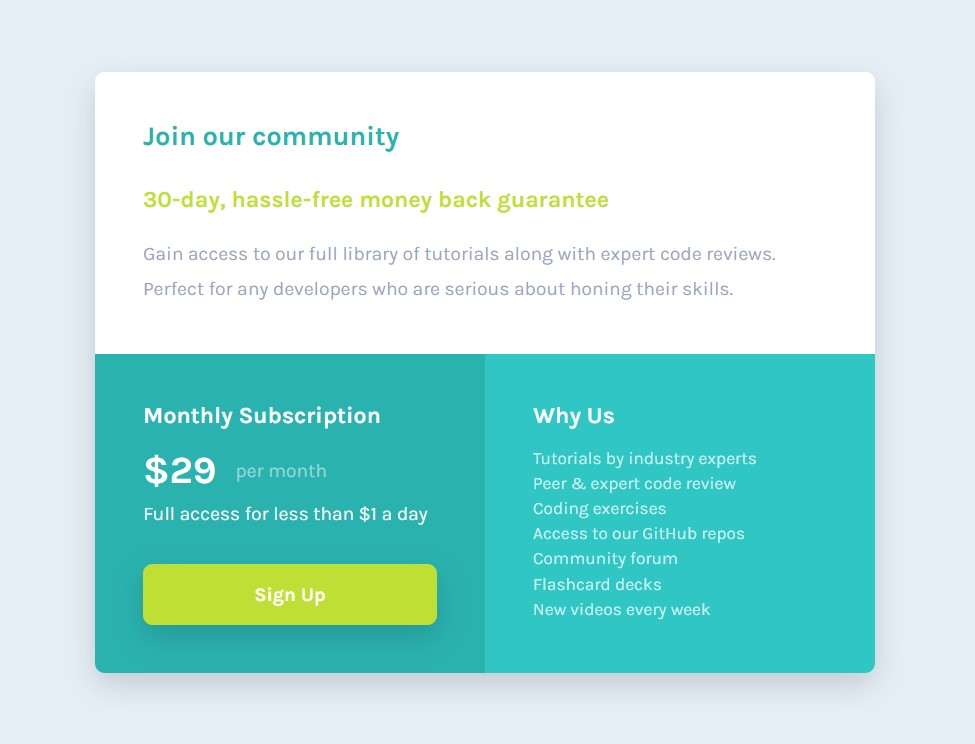 Join our community
30-day, hassle-free money back guarantee
Gain access to our full library of tutorials along with expert code reviews.
Perfect for any developers who are serious about honing their skills.
Monthly Subscription
$29 per month
Full access for less than $1 a day
Sign Up
Why Us
Tutorials by industry experts
Peer & expert code review
Coding exercises
Access to our GitHub repos
Community forum
Flashcard decks
New videos every week